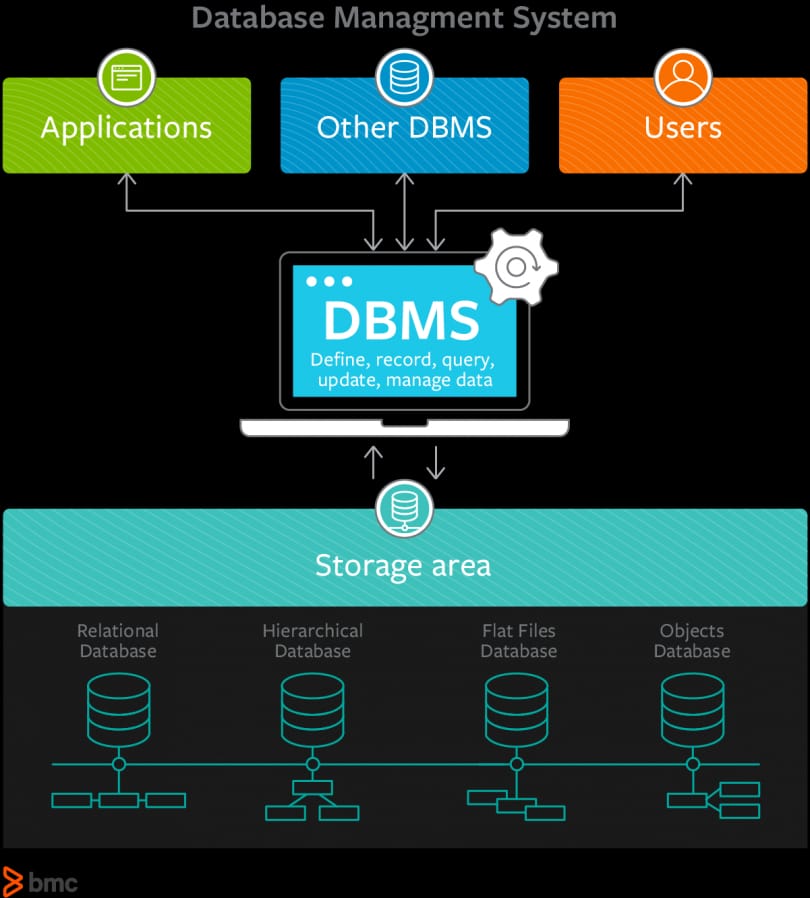 Database Managment System
Applications
Other DBMS
Users
DBMS
Define, record, query,
update, manage data
Storage area
Relational
Database
Hierarchical
Database
Flat Files
Database
Objects
Database
bmc